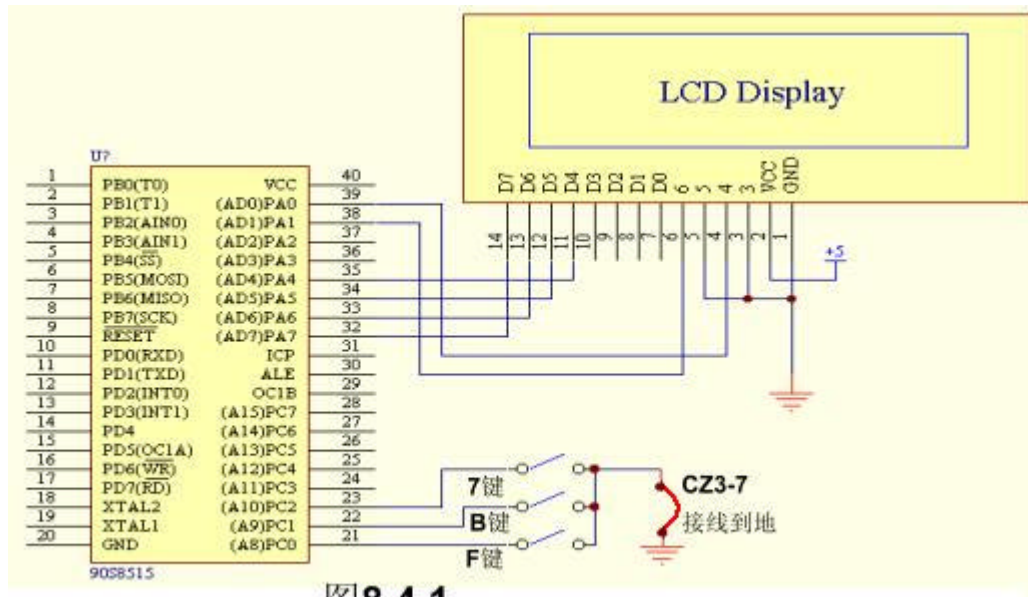 LCD Display
D7 D6 D5 D4 D3 D2 D1 D0 6 5 4 3 VCC GND
14 13 12 11 10 9 8 7 6 5 4 3 2 1
+5
U?
1 PB0(T0) VCC 40
2 PB1(T1) (AD0)PA0 39
3 PB2(AIN0) (AD1)PA1 38
4 PB3(AIN1) (AD2)PA2 37
5 PB4(SS) (AD3)PA3 36
6 PB5(MOSI) (AD4)PA4 35
7 PB6(MISO) (AD5)PA5 34
8 PB7(SCK) (AD6)PA6 33
9 RESET (AD7)PA7 32
10 PD0(RXD) ICP 31
11 PD1(TXD) ALE 30
12 PD2(INT0) OC1B 29
13 PD3(INT1) (A15)PC7 28
14 PD4 (A14)PC6 27
15 PD5(OC1A) (A13)PC5 26
16 PD6(WR) (A12)PC4 25
17 PD7(RD) (A11)PC3 24
18 XTAL2 (A10)PC2 23
19 XTAL1 (A9)PC1 22
20 GND (A8)PC0 21
90S8515
7键
B键
F键
CZ3-7
接线到地